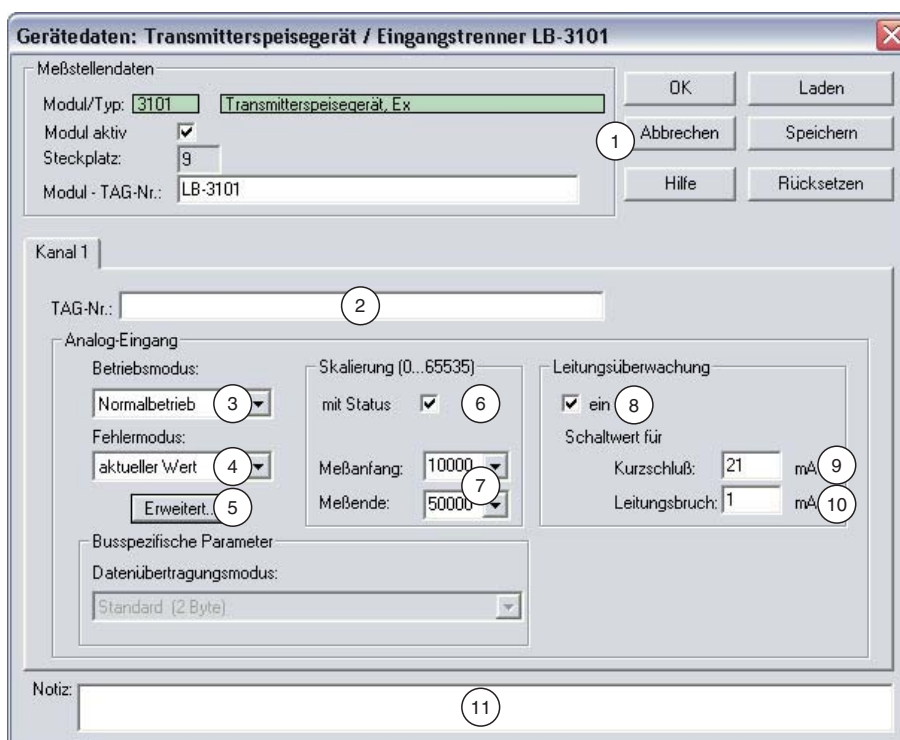 Gerätedaten: Transmitterspeisegerät / Eingangstrenner LB-3101
Meßstellendaten
Modul/Typ: 3101 Transmitterspeisegerät, Ex
Modul aktiv
Steckplatz: 9
Modul - TAG-Nr.: LB-3101
OK Laden
1 Abbrechen Speichern
Hilfe Rücksetzen
Kanal 1
TAG-Nr.: 2
Analog-Eingang
Betriebsmodus:
Normalbetrieb 3
Fehlermodus:
aktueller Wert 4
Erweitert.. 5
Skalierung (0...65535)
mit Status 6
Meßanfang: 10000
7
Meßende: 50000
Leitungsüberwachung
ein 8
Schaltwert für
Kurzschluß: 21 mA 9
Leitungsbruch: 1 mA 10
Busspezifische Parameter
Datenübertragungsmodus:
Standard (2 Byte)
Notiz: 11